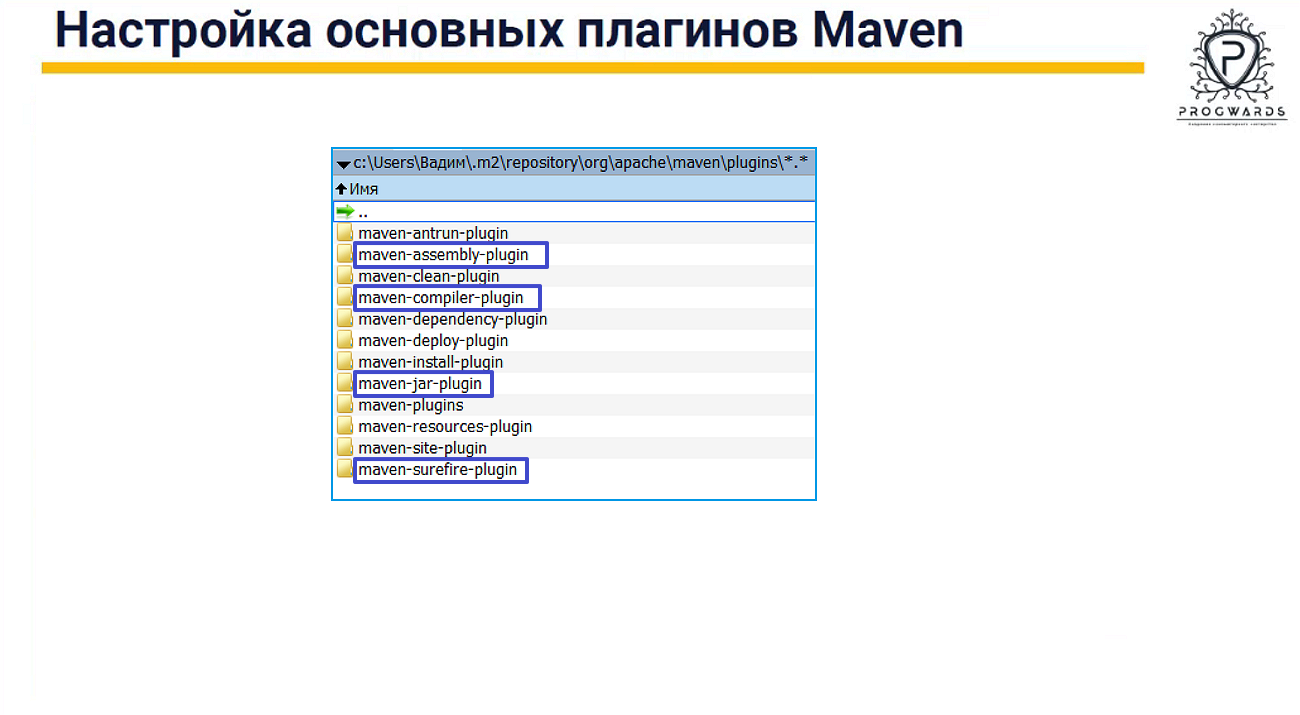 Настройка основных плагинов Maven
PROGWARDS
c:\Users\Вадим\.m2\repository\org\apache\maven\plugins\*.*
Имя
..
maven-antrun-plugin
maven-assembly-plugin
maven-clean-plugin
maven-compiler-plugin
maven-dependency-plugin
maven-deploy-plugin
maven-install-plugin
maven-jar-plugin
maven-plugins
maven-resources-plugin
maven-site-plugin
maven-surefire-plugin